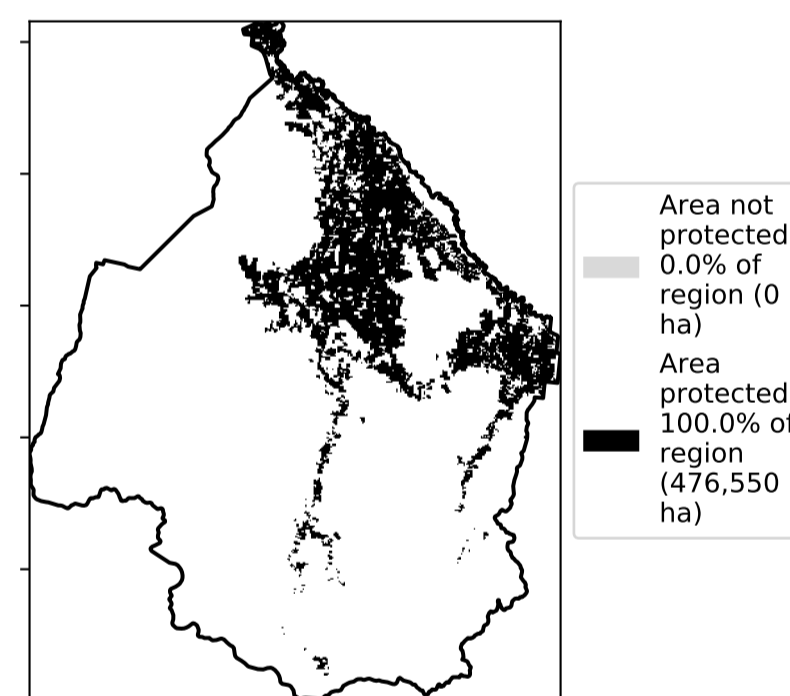 Area not
protected
0.0% of
region (0
ha)
Area
protected
100.0% of
region
(476,550
ha)